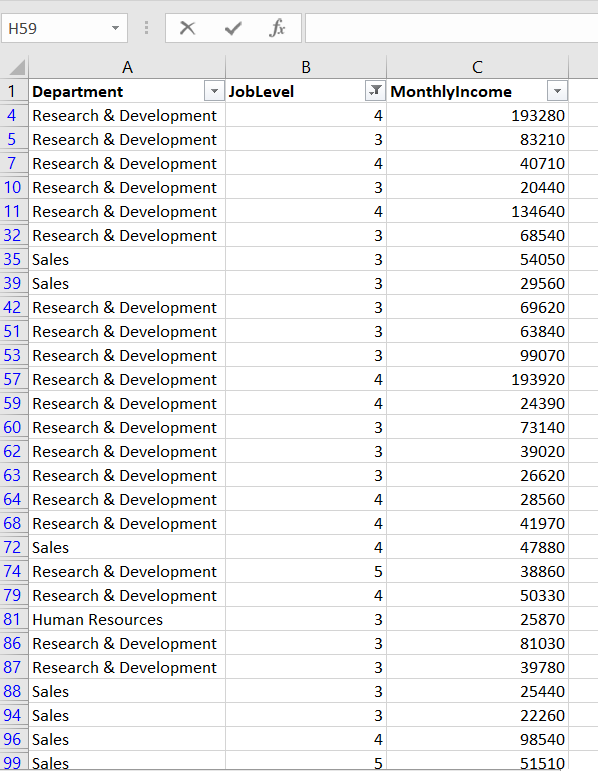 H59 fx
A B C
1 Department JobLevel MonthlyIncome
4 Research & Development 4 193280
5 Research & Development 3 83210
7 Research & Development 4 40710
10 Research & Development 3 20440
11 Research & Development 4 134640
32 Research & Development 3 68540
35 Sales 3 54050
39 Sales 3 29560
42 Research & Development 3 69620
51 Research & Development 3 63840
53 Research & Development 3 99070
57 Research & Development 4 193920
59 Research & Development 4 24390
60 Research & Development 3 73140
62 Research & Development 3 39020
63 Research & Development 3 26620
64 Research & Development 4 28560
68 Research & Development 4 41970
72 Sales 4 47880
74 Research & Development 5 38860
79 Research & Development 4 50330
81 Human Resources 3 25870
86 Research & Development 3 81030
87 Research & Development 3 39780
88 Sales 3 25440
94 Sales 3 22260
96 Sales 4 98540
99 Sales 5 51510